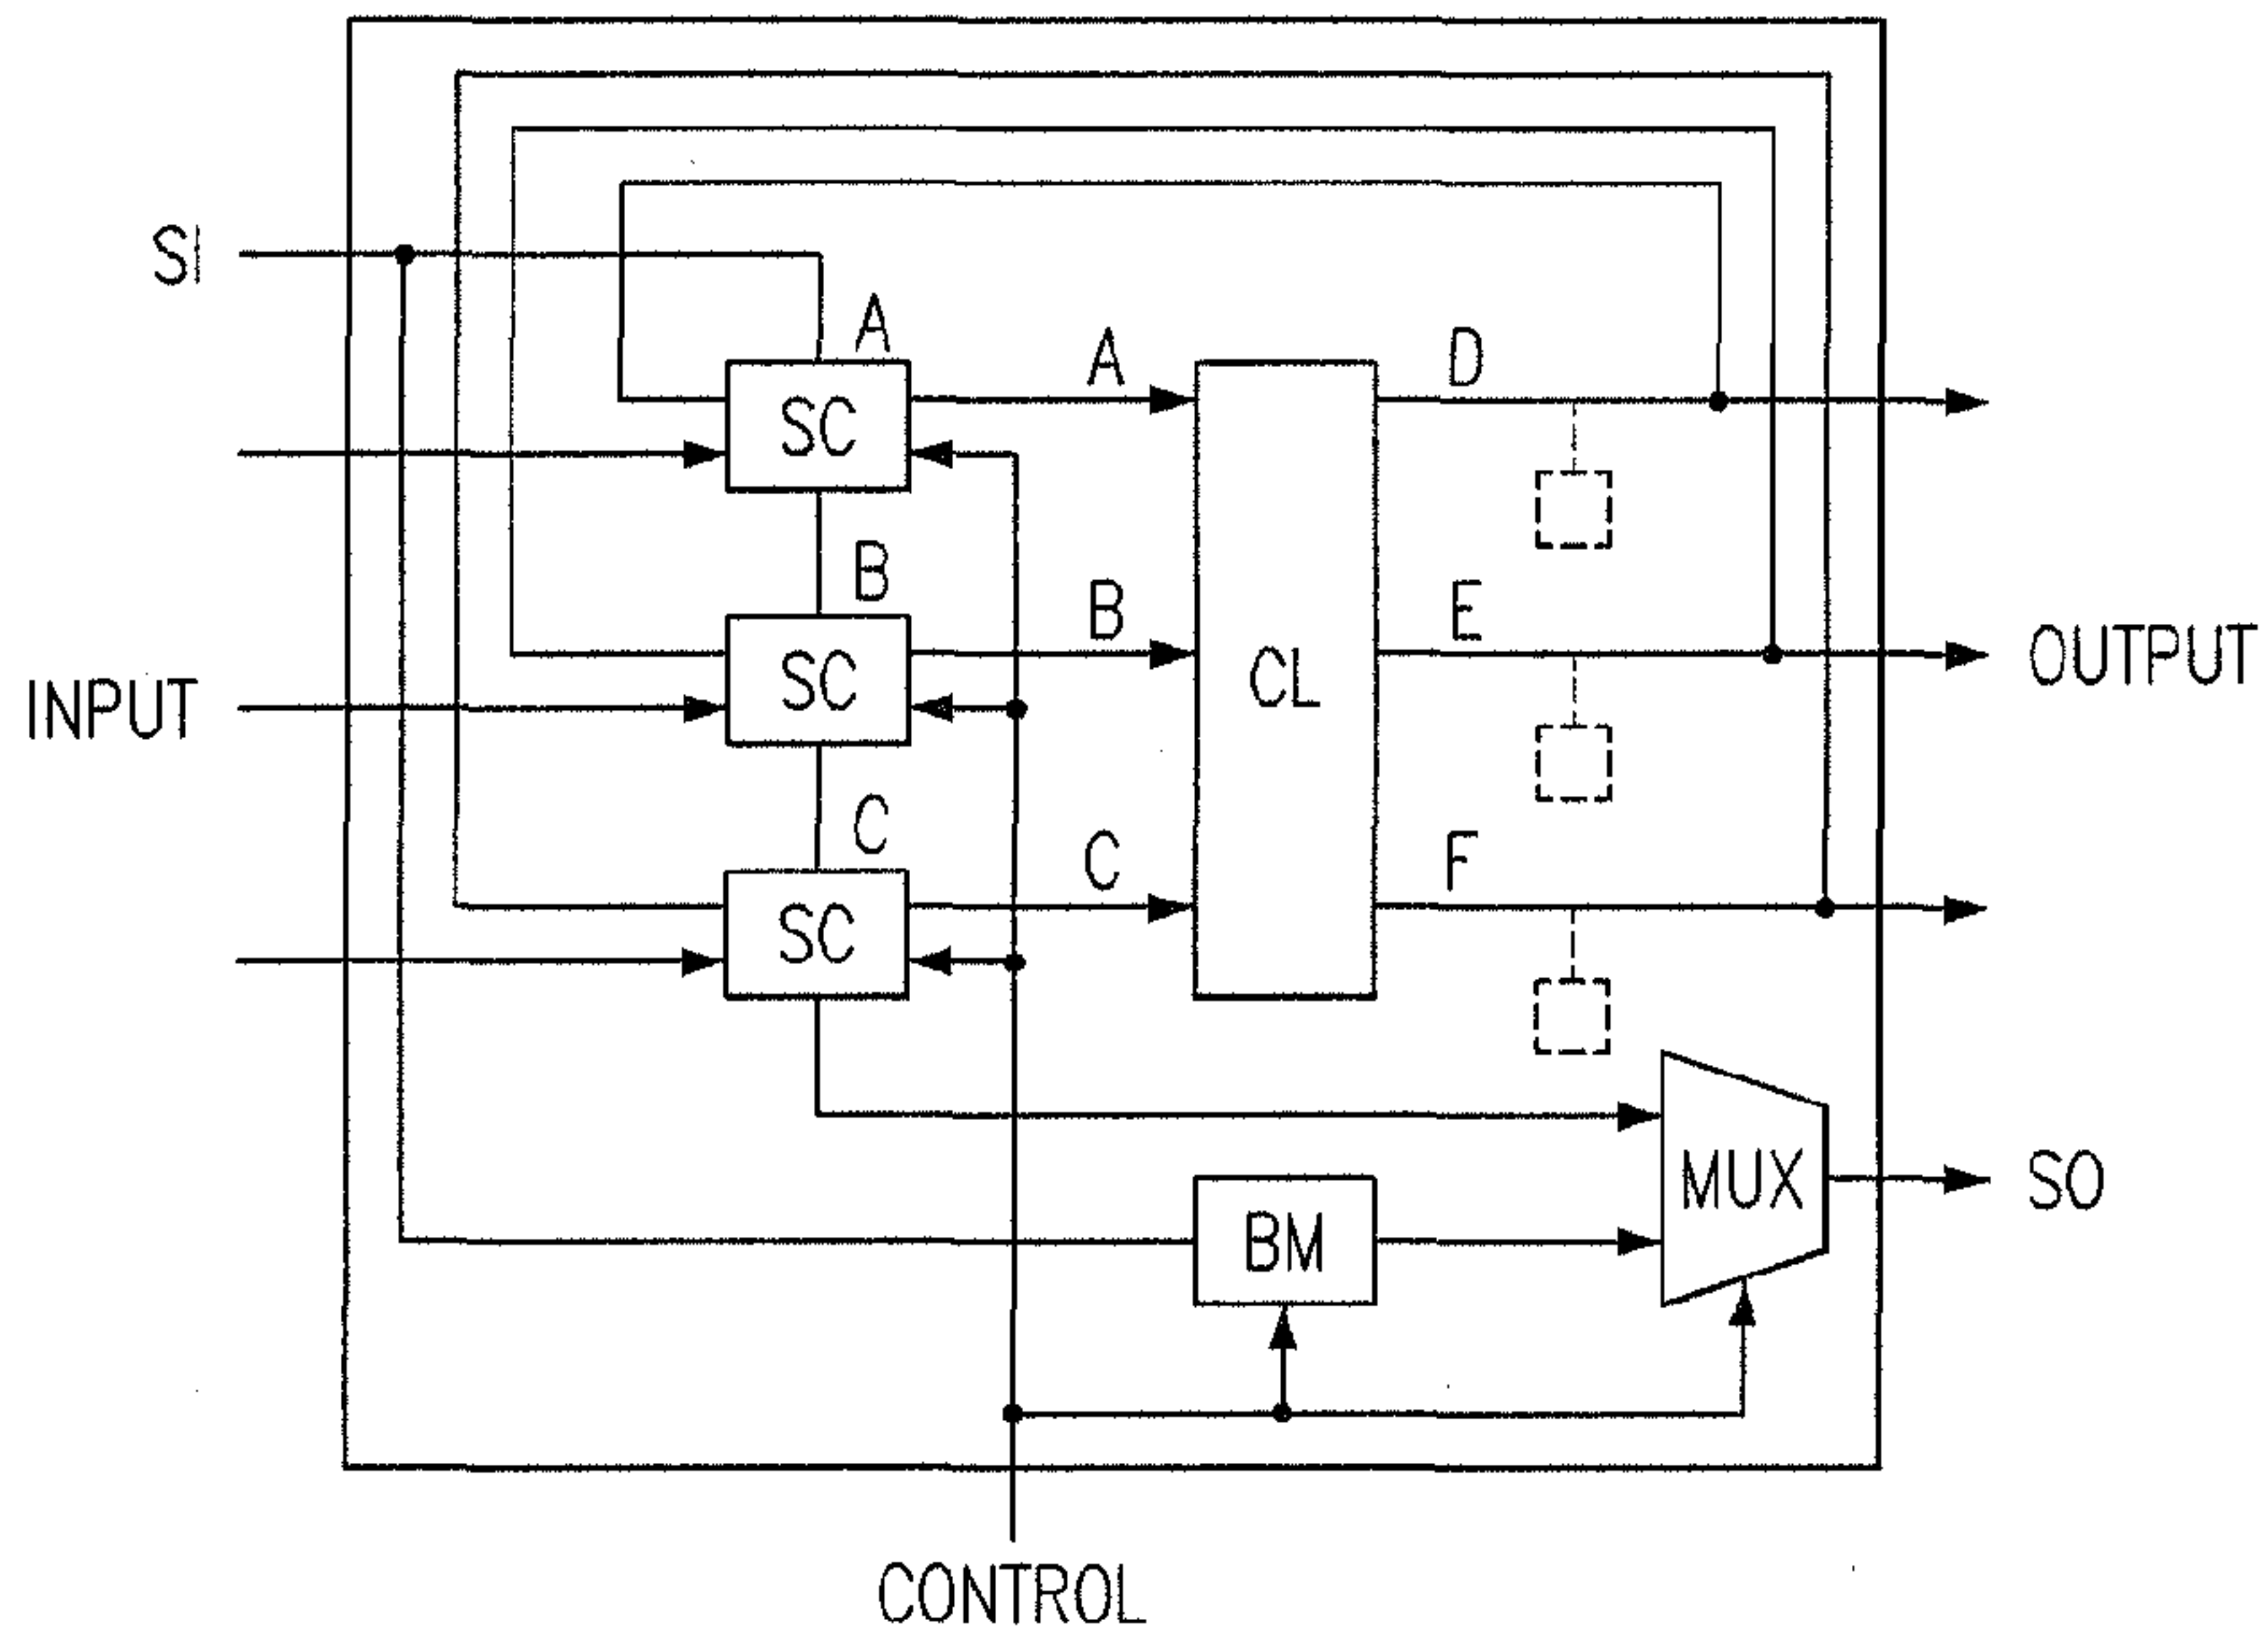 SI
A
A
D
SC
B
B
E
SC
CL
INPUT
OUTPUT
C
C
F
SC
MUX
SO
BM
CONTROL